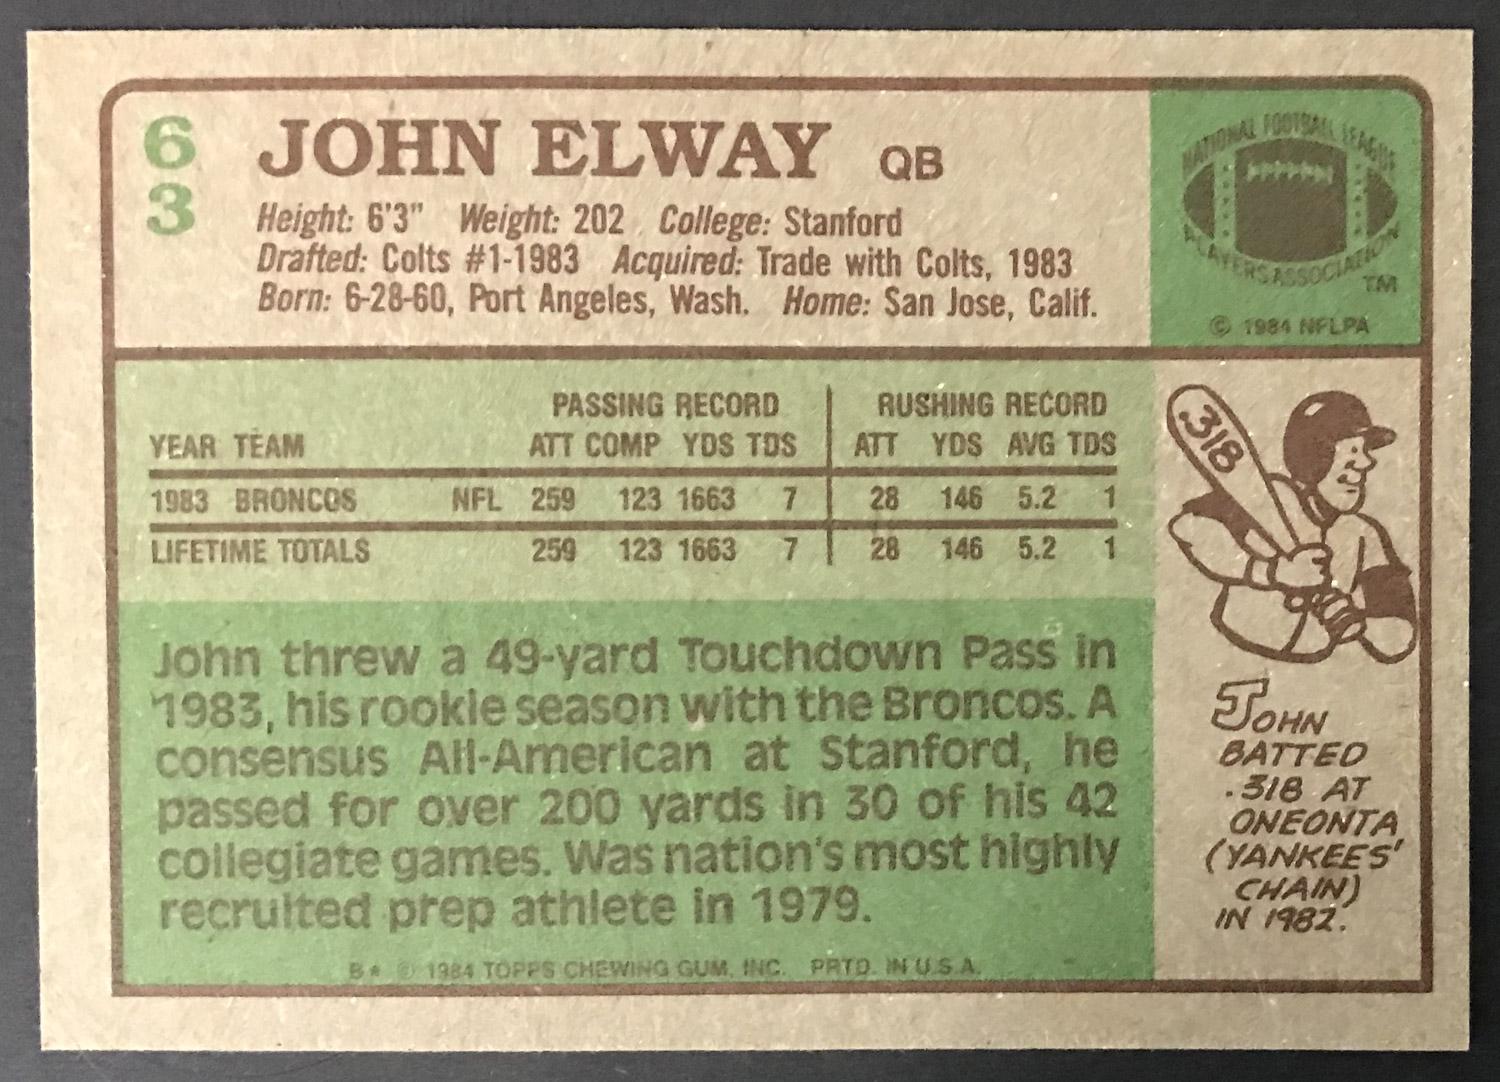 63
JOHN ELWAY QB
Height: 6'3" Weight: 202 College: Stanford
Drafted: Colts #1-1983 Acquired: Trade with Colts, 1983
Born: 6-28-60, Port Angeles, Wash. Home: San Jose, Calif.
NATIONAL FOOTBALL LEAGUE
PLAYERS ASSOCIATION
TM
© 1984 NFLPA
PASSING RECORD RUSHING RECORD
YEAR TEAM ATT COMP YDS TDS ATT YDS AVG TDS
1983 BRONCOS NFL 259 123 1663 7 28 146 5.2 1
LIFETIME TOTALS 259 123 1663 7 28 146 5.2 1
John threw a 49-yard Touchdown Pass in
1983, his rookie season with the Broncos. A
consensus All-American at Stanford, he
passed for over 200 yards in 30 of his 42
collegiate games. Was nation's most highly
recruited prep athlete in 1979.
B* © 1984 TOPPS CHEWING GUM, INC. PRTD. IN U.S.A.
.318
JOHN
BATTED
.318 AT
ONEONTA
(YANKEES'
CHAIN)
IN 1982.